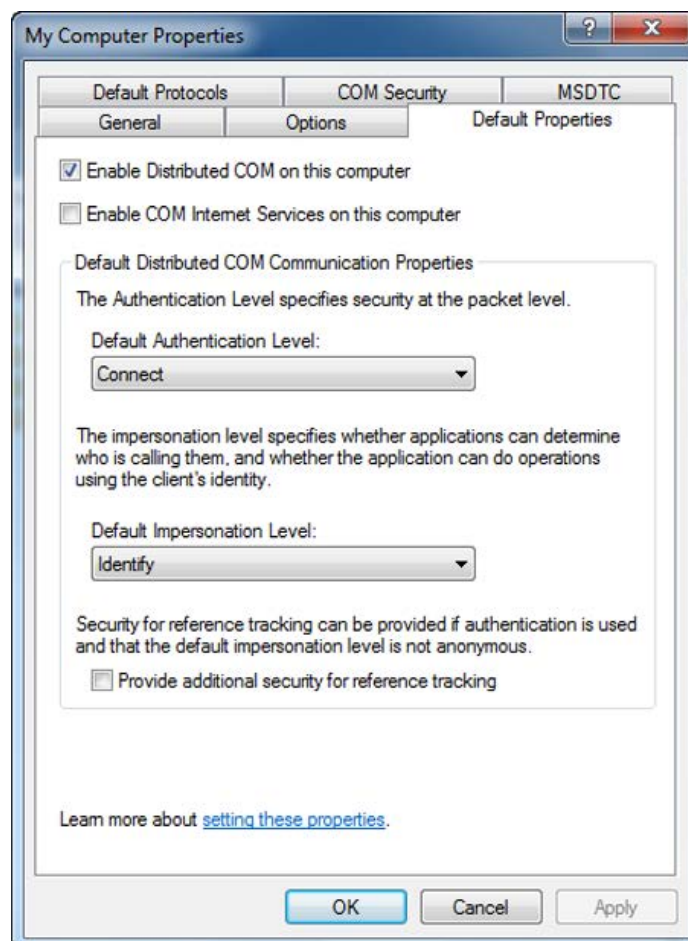 My Computer Properties
?
X
Default Protocols
COM Security
MSDTC
General
Options
Default Properties
Enable Distributed COM on this computer
Enable COM Internet Services on this computer
Default Distributed COM Communication Properties
The Authentication Level specifies security at the packet level.
Default Authentication Level:
Connect
The impersonation level specifies whether applications can determine
who is calling them, and whether the application can do operations
using the client's identity.
Default Impersonation Level:
Identify
Security for reference tracking can be provided if authentication is used
and that the default impersonation level is not anonymous.
Provide additional security for reference tracking
Learn more about setting these properties.
OK
Cancel
Apply